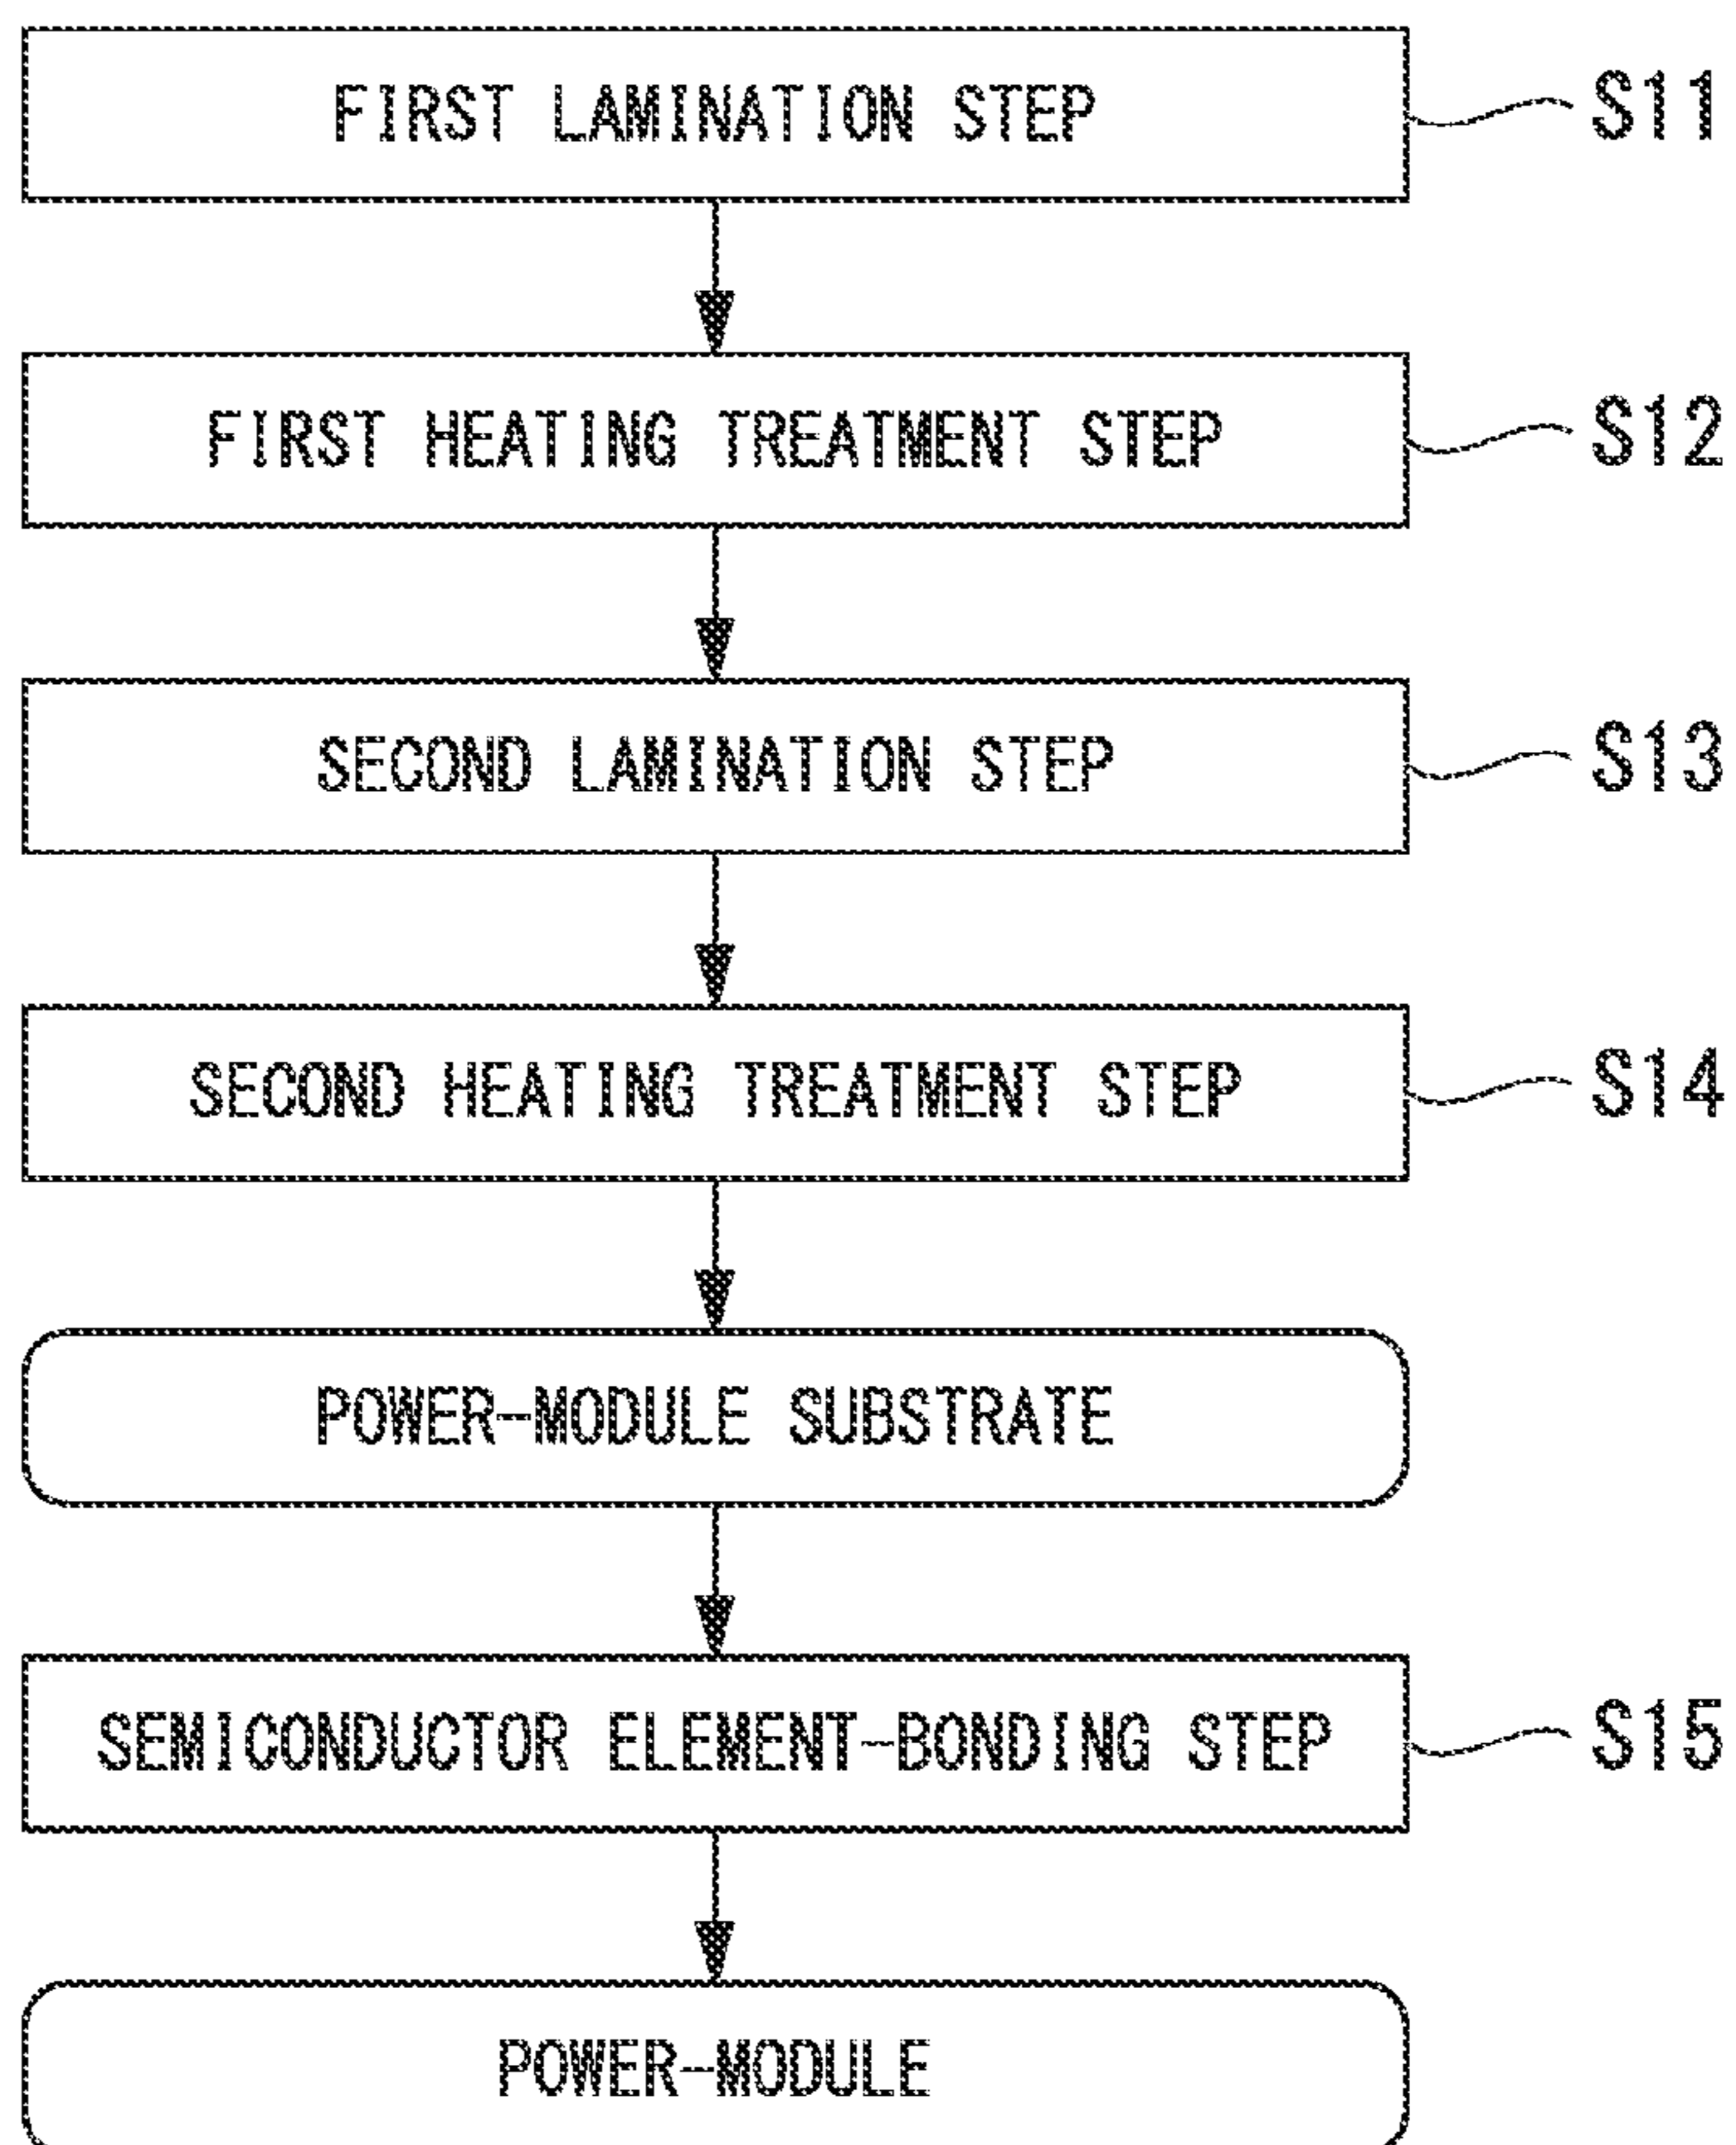 FIRST LAMINATION STEP S11
FIRST HEATING TREATMENT STEP S12
SECOND LAMINATION STEP S13
SECOND HEATING TREATMENT STEP S14
POWER-MODULE SUBSTRATE
SEMICONDUCTOR ELEMENT-BONDING STEP S15
POWER-MODULE